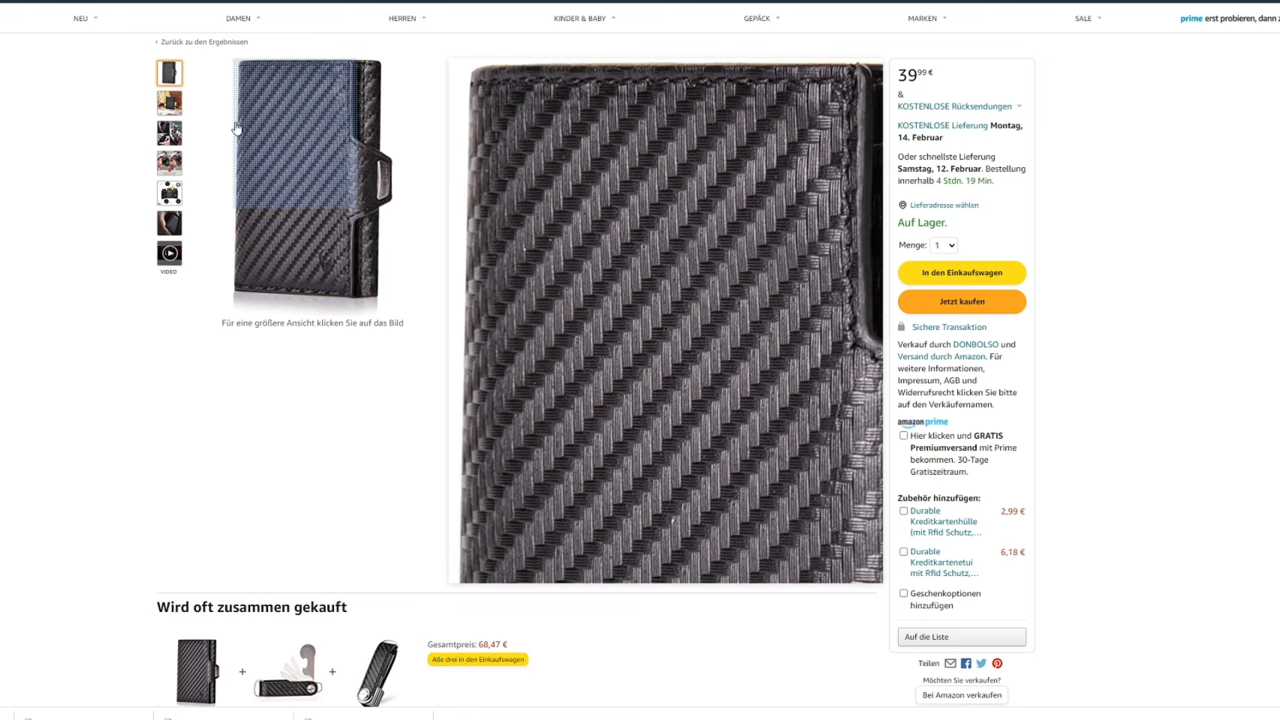 NEU
DAMEN
HERREN
KINDER & BABY
GEPÄCK
MARKEN
SALE
prime erst probieren, dann z
‹ Zurück zu den Ergebnissen
VIDEO
Für eine größere Ansicht klicken Sie auf das Bild
39⁹⁹ €
&
KOSTENLOSE Rücksendungen
KOSTENLOSE Lieferung Montag,
14. Februar
Oder schnellste Lieferung
Samstag, 12. Februar. Bestellung
innerhalb 4 Stdn. 19 Min.
Lieferadresse wählen
Auf Lager.
Menge: 1
In den Einkaufswagen
Jetzt kaufen
Sichere Transaktion
Verkauf durch DONBOLSO und
Versand durch Amazon. Für
weitere Informationen,
Impressum, AGB und
Widerrufsrecht klicken Sie bitte
auf den Verkäufernamen.
amazon prime
Hier klicken und GRATIS
Premiumversand mit Prime
bekommen. 30-Tage
Gratiszeitraum.
Zubehör hinzufügen:
Durable 2,99 €
Kreditkartenhülle
(mit Rfid Schutz,...
Durable 6,18 €
Kreditkartenetui
mit Rfid Schutz,...
Geschenkoptionen
hinzufügen
Auf die Liste
Teilen
Möchten Sie verkaufen?
Bei Amazon verkaufen
Wird oft zusammen gekauft
+
+
Gesamtpreis: 68,47 €
Alle drei in den Einkaufswagen